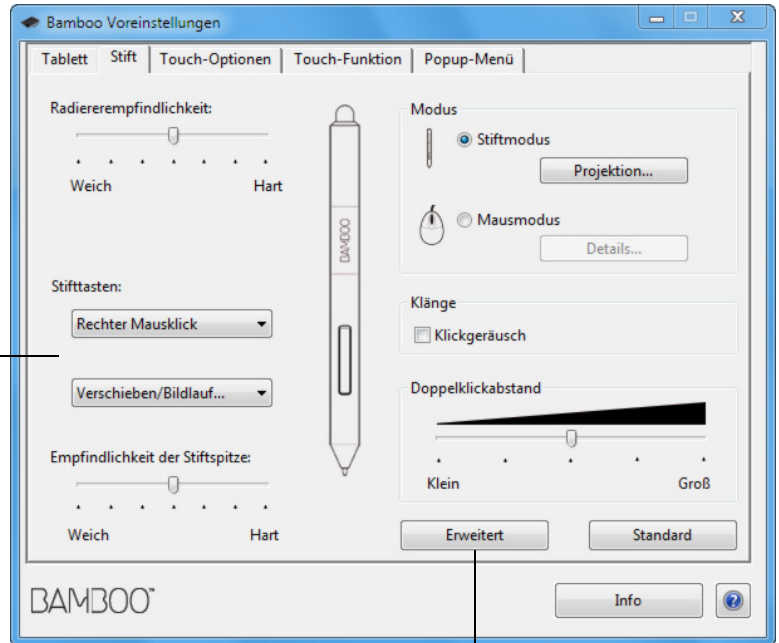 Bamboo Voreinstellungen
Tablett Stift Touch-Optionen Touch-Funktion Popup-Menü
Radiererempfindlichkeit:
Weich Hart
Stifttasten:
Rechter Mausklick
Verschieben/Bildlauf...
Empfindlichkeit der Stiftspitze:
Weich Hart
BAMBOO
Modus
Stiftmodus
Projektion...
Mausmodus
Details...
Klänge
Klickgeräusch
Doppelklickabstand
Klein Groß
Erweitert Standard
BAMBOO™
Info
?